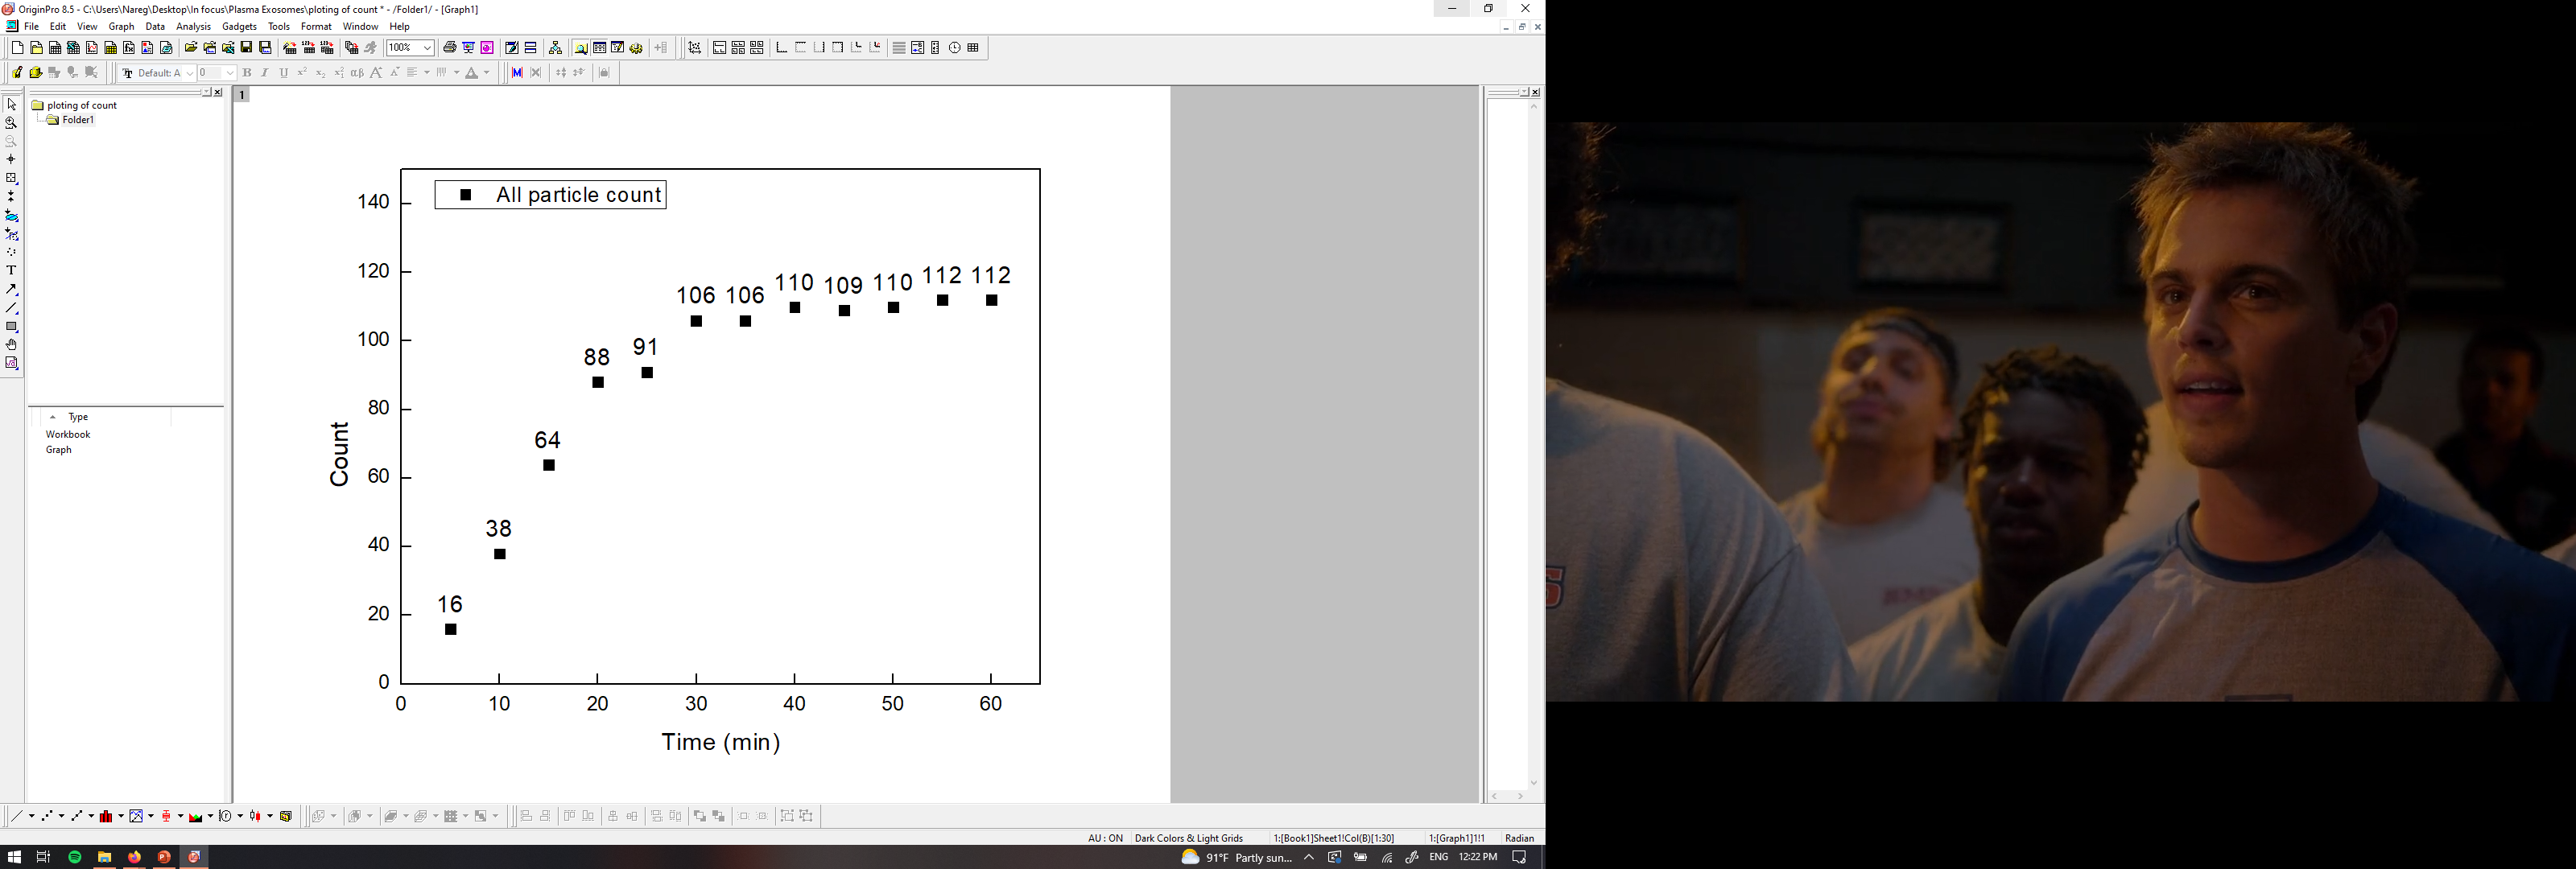 OriginPro 8.5 - C:\Users\Nareg\Desktop\In focus\Plasma Exosomes\ploting of count * - /Folder1/ - [Graph1]
File Edit View Graph Data Analysis Gadgets Tools Format Window Help
100%
Default: A 0 B I U
ploting of count
Folder1
Type
Workbook
Graph
1
All particle count
140
120
100
80
60
40
20
0
Count
16
38
64
88
91
106
106
110
109
110
112
112
0 10 20 30 40 50 60
Time (min)
AU : ON Dark Colors & Light Grids 1:[Book1]Sheet1!Col(B)[1:30] 1:[Graph1]1!1 Radian
91°F Partly sun... ENG 12:22 PM